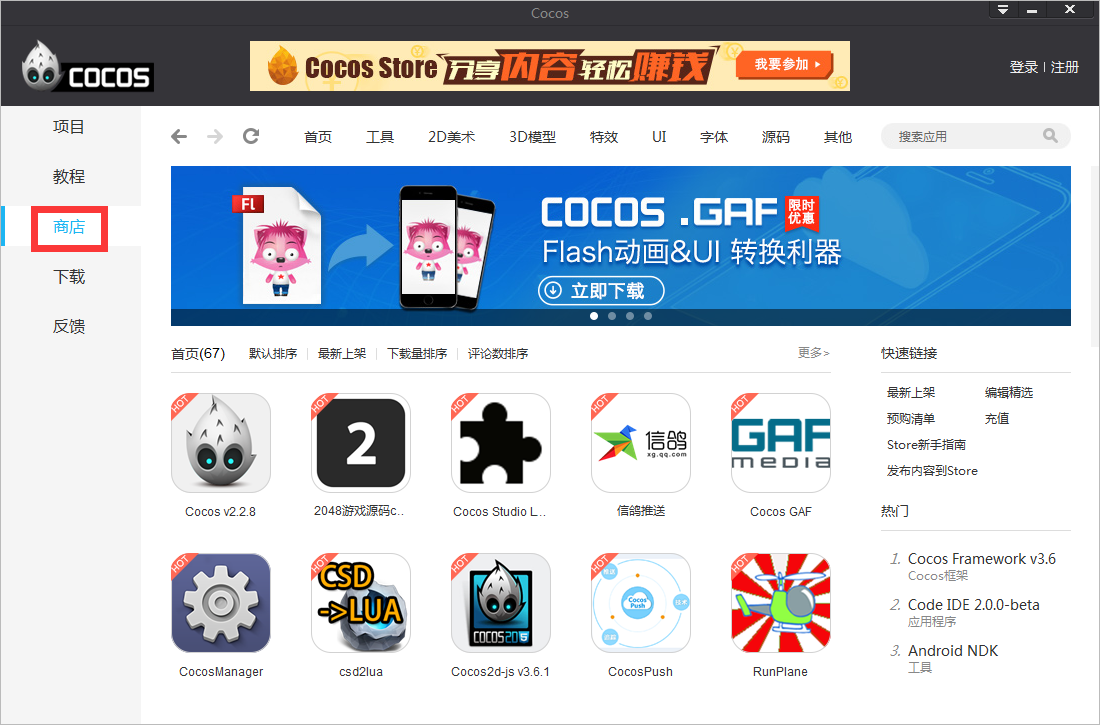 Cocos
COCOS
Cocos Store 分享内容轻松赚钱
我要参加
登录 | 注册
项目
教程
商店
下载
反馈
首页 工具 2D美术 3D模型 特效 UI 字体 源码 其他 搜索应用
FL
COCOS .GAF 限时优惠
Flash动画&UI 转换利器
立即下载
首页(67) 默认排序 | 最新上架 | 下载量排序 | 评论数排序 更多>
HOT
HOT
2
HOT
HOT
信鸽
xg.qq.com
HOT
GAF
media
Cocos v2.2.8
2048游戏源码c..
Cocos Studio L...
信鸽推送
Cocos GAF
HOT
HOT
CSD
->LUA
HOT
COCOS2D
HOT
Cocos
Push
技术
HOT
CocosManager
csd2lua
Cocos2d-js v3.6.1
CocosPush
RunPlane
快速链接
最新上架 编辑精选
预购清单 充值
Store新手指南
发布内容到Store
热门
1. Cocos Framework v3.6
Cocos框架
2. Code IDE 2.0.0-beta
应用程序
3. Android NDK
工具